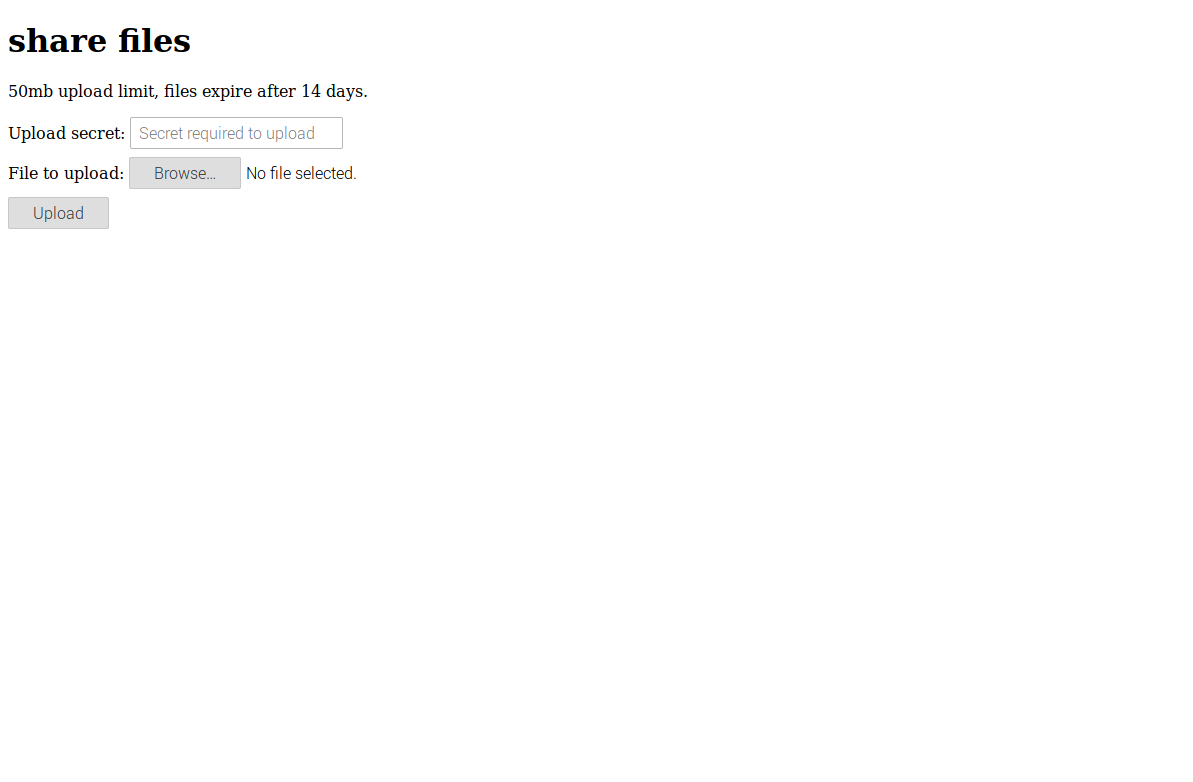 share files
50mb upload limit, files expire after 14 days.
Upload secret: Secret required to upload
File to upload: Browse... No file selected.
Upload